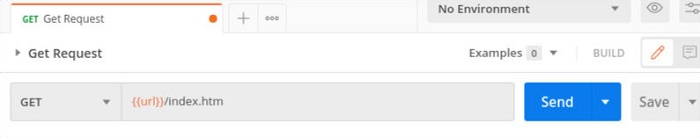 GET Get Request
No Environment
Get Request
Examples 0
BUILD
GET
{{url}}/index.htm
Send
Save